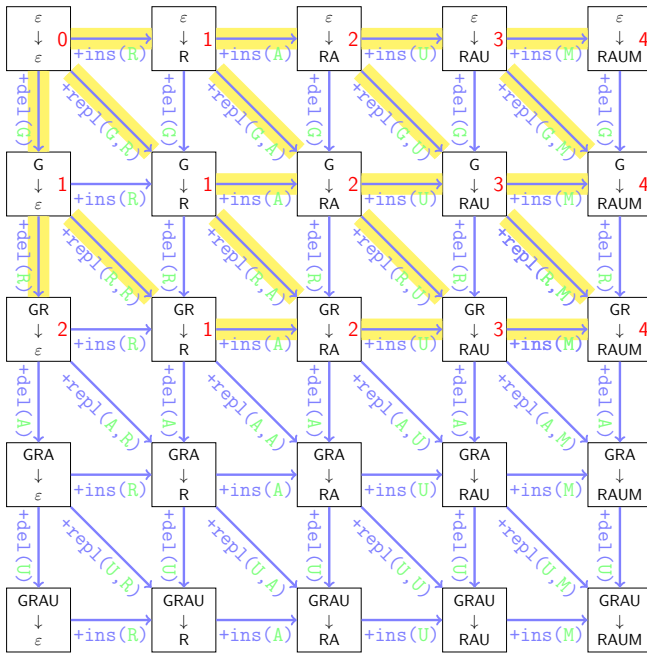 ε ε ε ε ε
↓ 0 ↓ 1 ↓ 2 ↓ 3 ↓ 4
ε +ins(R) R +ins(A) RA +ins(U) RAU +ins(M) RAUM
+del(G) +repl(G,R) +del(G) +repl(G,A) +del(G) +repl(G,U) +del(G) +repl(G,M) +del(G)
G G G G G
↓ 1 ↓ 1 ↓ 2 ↓ 3 ↓ 4
ε +ins(R) R +ins(A) RA +ins(U) RAU +ins(M) RAUM
+del(R) +repl(R,R) +del(R) +repl(R,A) +del(R) +repl(R,U) +del(R) +repl(R,M) +del(R)
GR GR GR GR GR
↓ 2 ↓ 1 ↓ 2 ↓ 3 ↓ 4
ε +ins(R) R +ins(A) RA +ins(U) RAU +ins(M) RAUM
+del(A) +repl(A,R) +del(A) +repl(A,A) +del(A) +repl(A,U) +del(A) +repl(A,M) +del(A)
GRA GRA GRA GRA GRA
↓ ↓ ↓ ↓ ↓
ε +ins(R) R +ins(A) RA +ins(U) RAU +ins(M) RAUM
+del(U) +repl(U,R) +del(U) +repl(U,A) +del(U) +repl(U,U) +del(U) +repl(U,M) +del(U)
GRAU GRAU GRAU GRAU GRAU
↓ ↓ ↓ ↓ ↓
ε +ins(R) R +ins(A) RA +ins(U) RAU +ins(M) RAUM